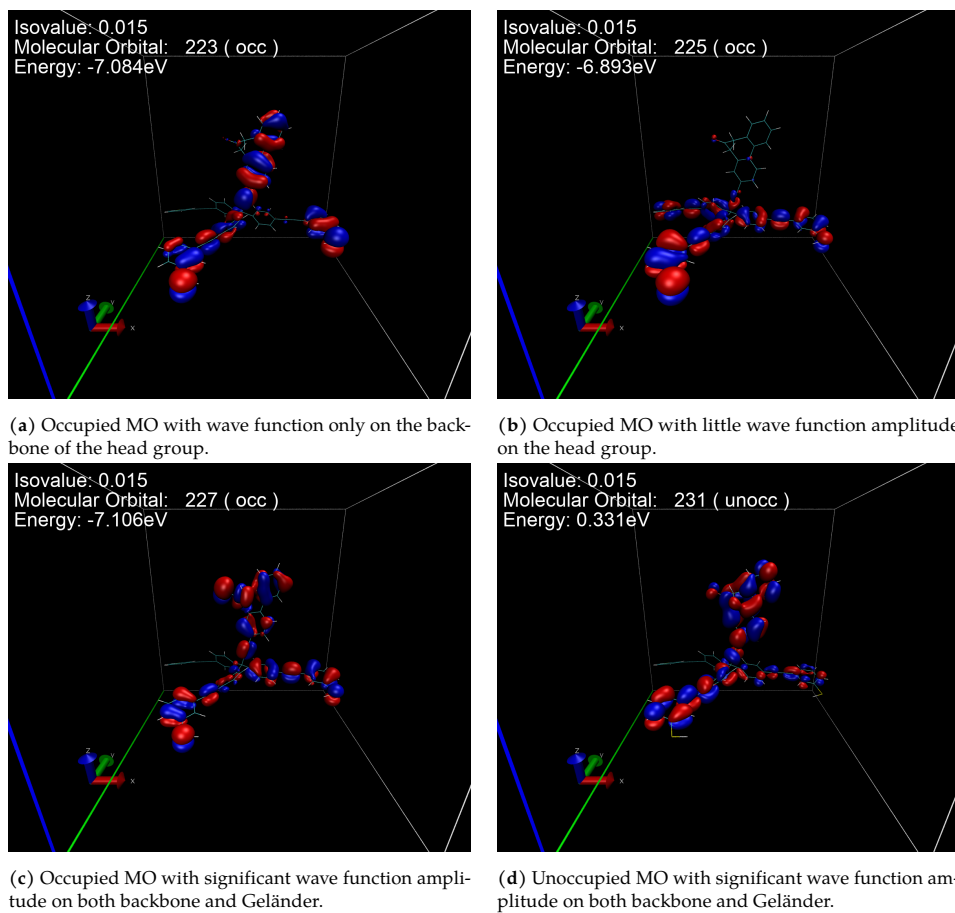 Isovalue: 0.015
Molecular Orbital: 223 ( occ )
Energy: -7.084eV
z
y
x
(a) Occupied MO with wave function only on the back-
bone of the head group.
Isovalue: 0.015
Molecular Orbital: 225 ( occ )
Energy: -6.893eV
z
y
x
(b) Occupied MO with little wave function amplitude
on the head group.
Isovalue: 0.015
Molecular Orbital: 227 ( occ )
Energy: -7.106eV
z
y
x
(c) Occupied MO with significant wave function ampli-
tude on both backbone and Geländer.
Isovalue: 0.015
Molecular Orbital: 231 ( unocc )
Energy: 0.331eV
z
y
x
(d) Unoccupied MO with significant wave function am-
plitude on both backbone and Geländer.